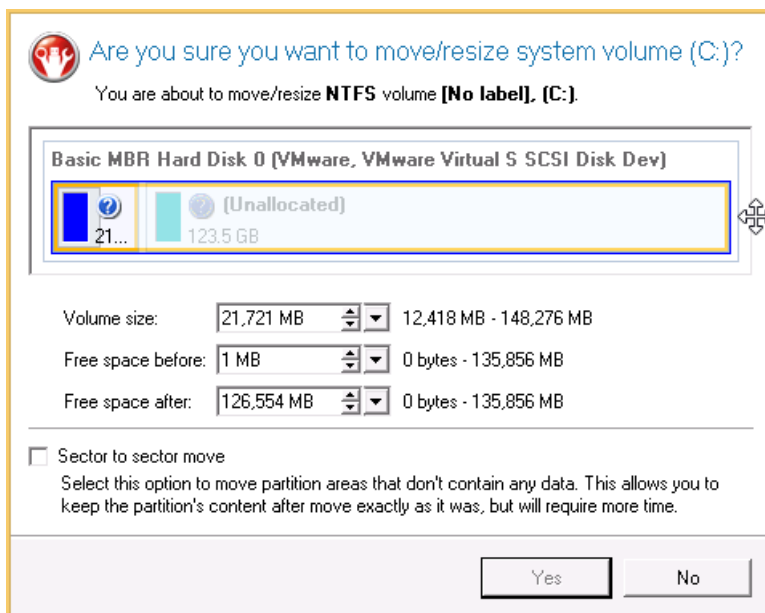 Are you sure you want to move/resize system volume (C:)?
You are about to move/resize NTFS volume [No label], (C:).
Basic MBR Hard Disk 0 (VMware, VMware Virtual S SCSI Disk Dev)
21...
(Unallocated)
123.5 GB
Volume size: 21,721 MB 12,418 MB - 148,276 MB
Free space before: 1 MB 0 bytes - 135,856 MB
Free space after: 126,554 MB 0 bytes - 135,856 MB
Sector to sector move
Select this option to move partition areas that don't contain any data. This allows you to
keep the partition's content after move exactly as it was, but will require more time.
Yes No